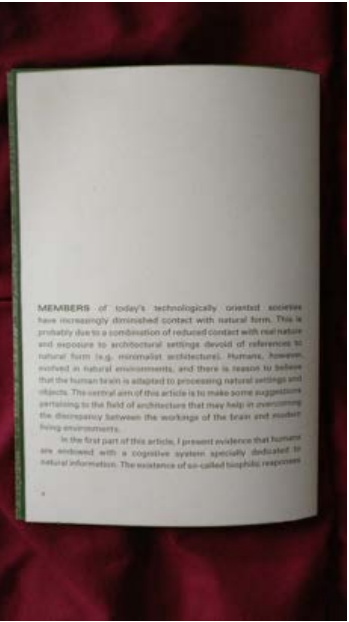 MEMBERS of today's technologically oriented societies
have increasingly diminished contact with natural form. This is
probably due to a combination of reduced contact with real nature
and exposure to architectural settings devoid of references to
natural form (e.g. minimalist architecture). Humans, however,
evolved in natural environments, and there is reason to believe
that the human brain is adapted to processing natural settings and
objects. The central aim of this article is to make some suggestions
pertaining to the field of architecture that may help in overcoming
the discrepancy between the workings of the brain and modern
living environments.
In the first part of this article, I present evidence that humans
are endowed with a cognitive system specially dedicated to
natural information. The existence of so-called biophilic responses